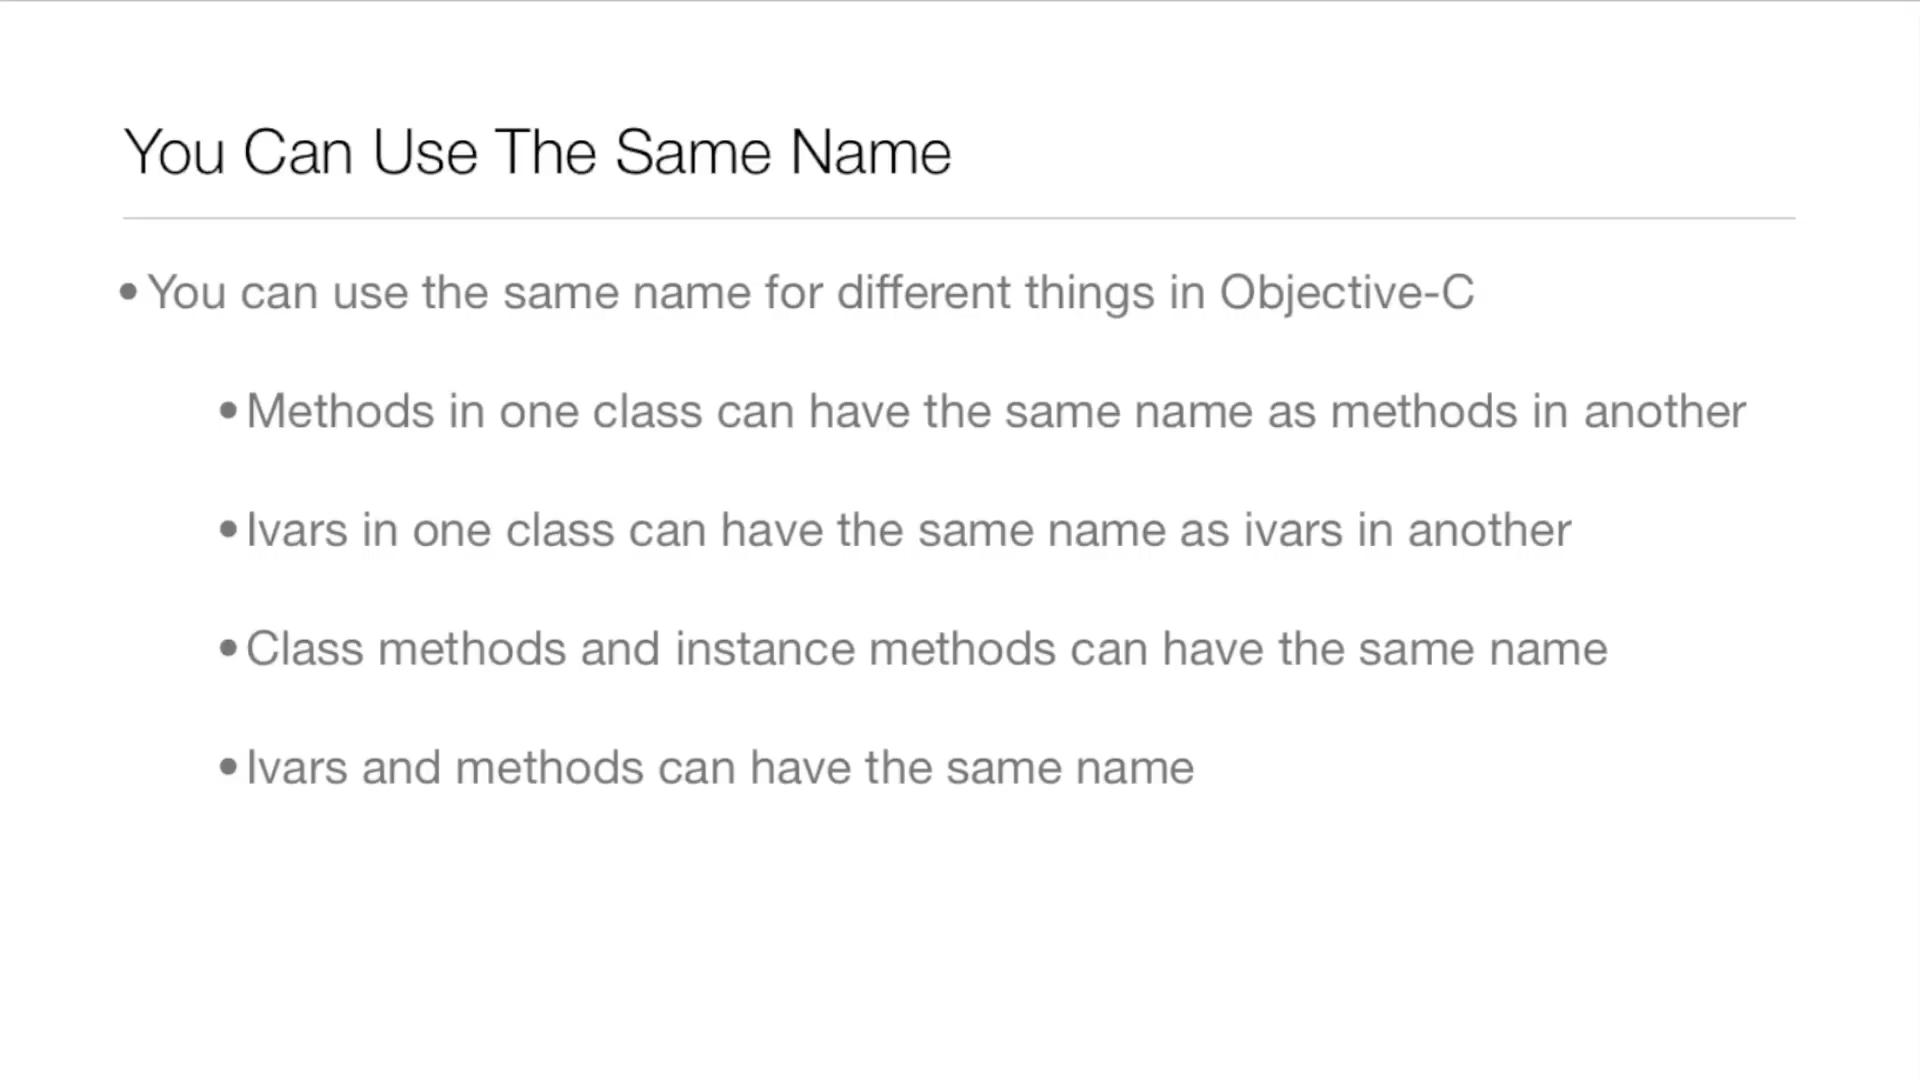 You Can Use The Same Name
• You can use the same name for different things in Objective-C
• Methods in one class can have the same name as methods in another
• Ivars in one class can have the same name as ivars in another
• Class methods and instance methods can have the same name
• Ivars and methods can have the same name